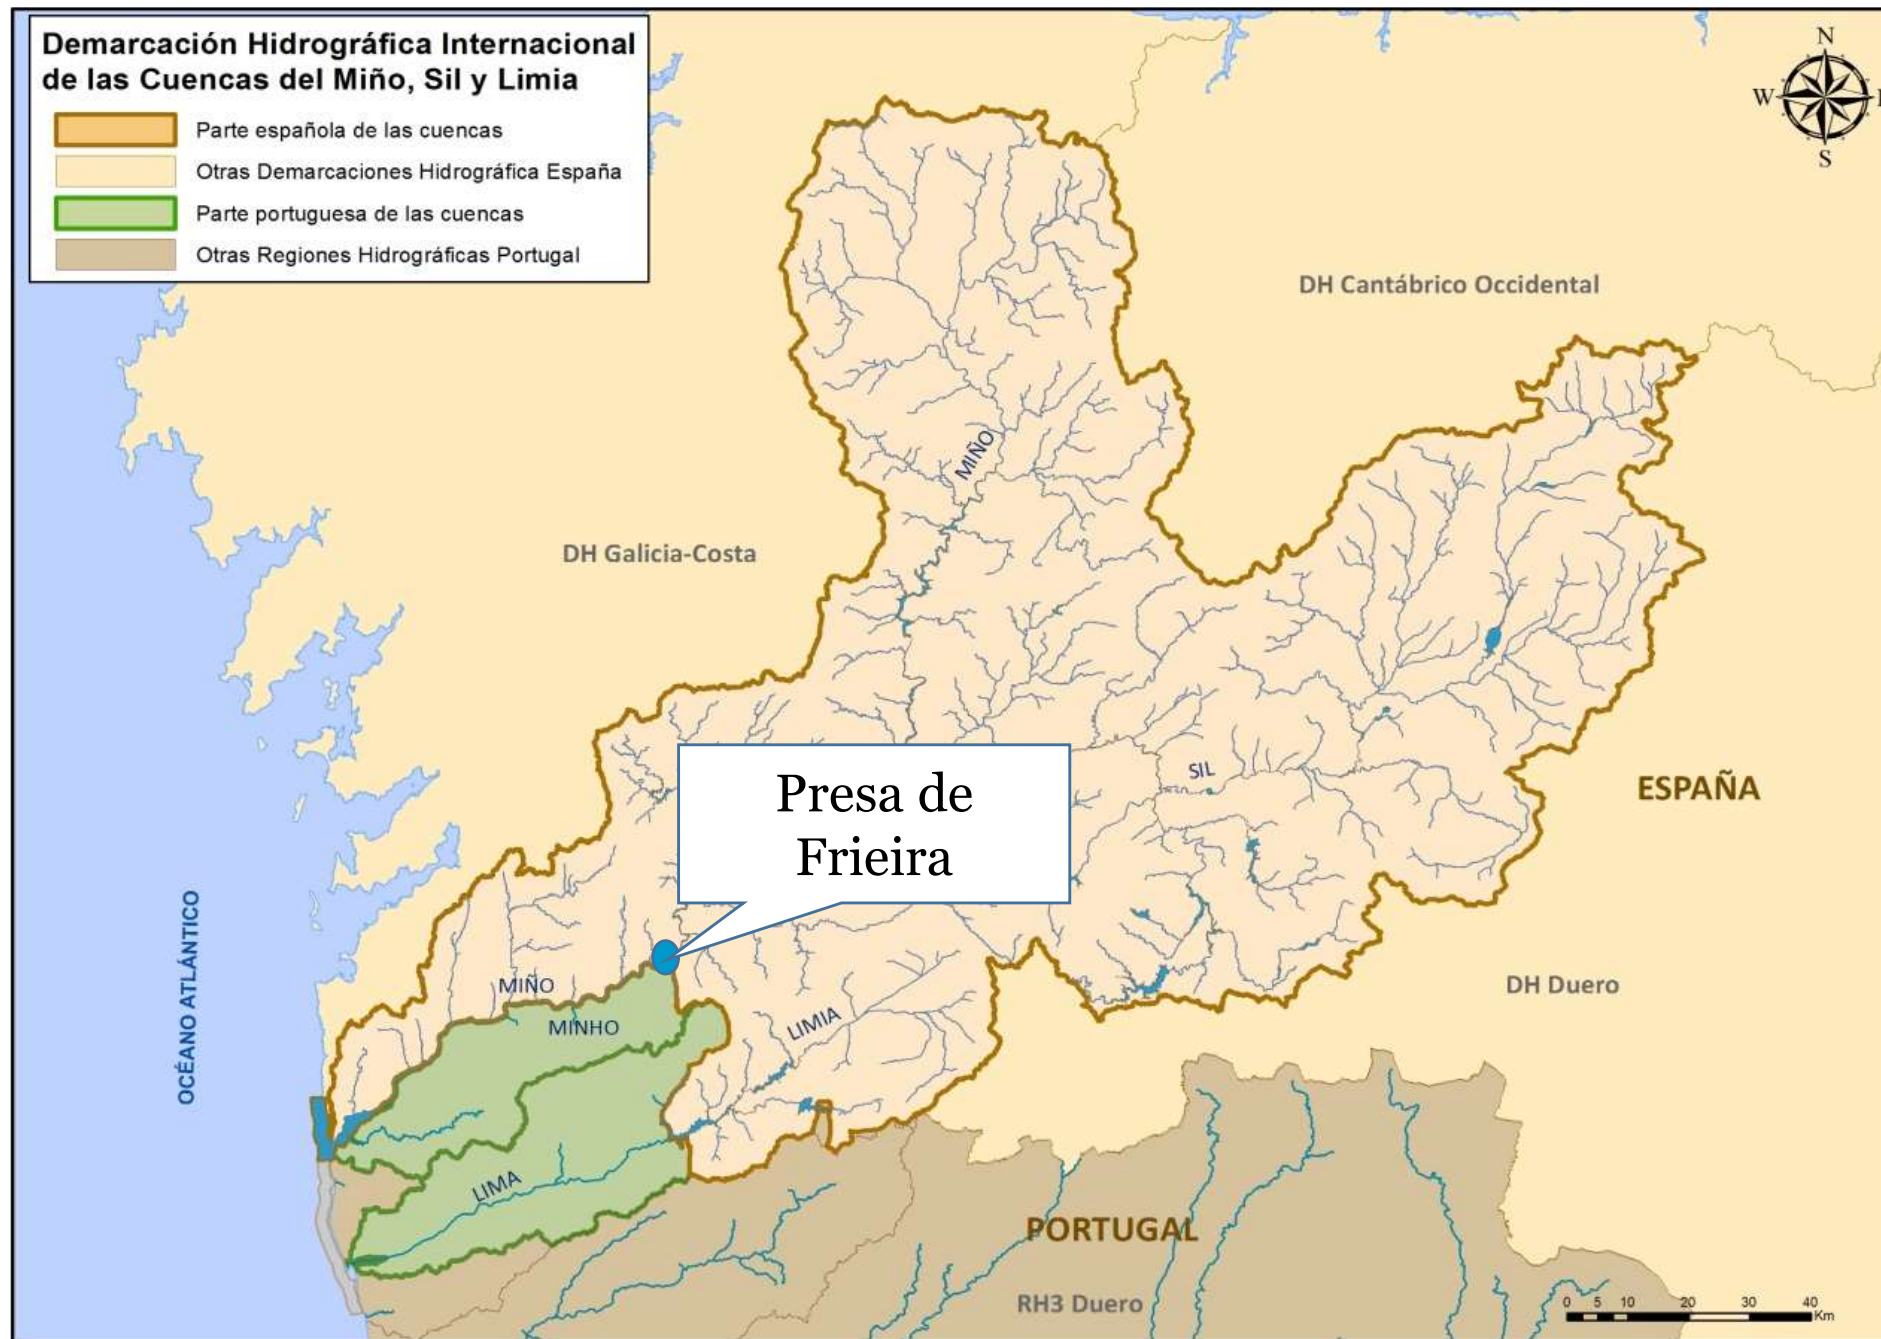 Demarcación Hidrográfica Internacional
de las Cuencas del Miño, Sil y Limia
Parte española de las cuencas
Otras Demarcaciones Hidrográfica España
Parte portuguesa de las cuencas
Otras Regiones Hidrográficas Portugal
N
W
S
DH Cantábrico Occidental
MIÑO
DH Galicia-Costa
SIL
ESPAÑA
Presa de
Frieira
OCÉANO ATLÁNTICO
MIÑO
MINHO
LIMIA
DH Duero
LIMA
PORTUGAL
RH3 Duero
0 5 10 20 30 40
Km